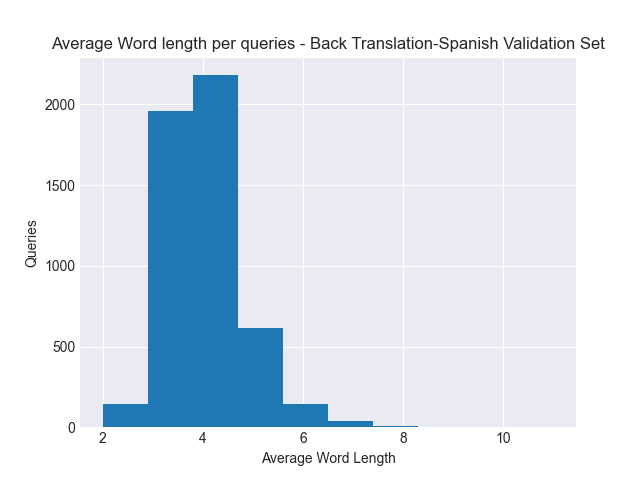 Average Word length per queries - Back Translation-Spanish Validation Set
2000
1500
1000
500
0
Queries
2 4 6 8 10
Average Word Length